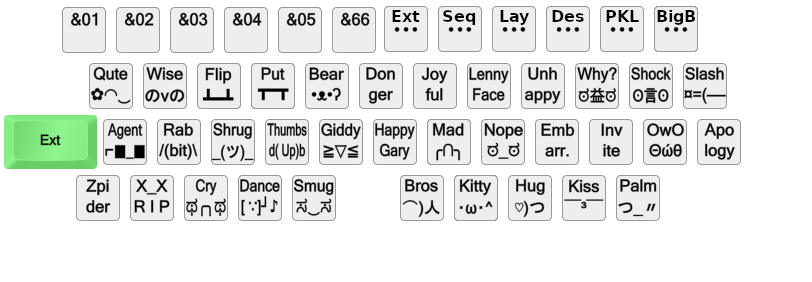 &01 &02 &03 &04 &05 &66 Ext Seq Lay Des PKL BigB
••• ••• ••• ••• ••• •••
Qute Wise Flip Put Bear Don Joy Lenny Unh Why? Shock Slash
✿◠‿ のvの ┻━┻ ┳━┳ •ᴥ•ʔ ger ful Face appy ಠ益ಠ ʘ言ʘ ¤=(—
Ext
Agent Rab Shrug Thumbs Giddy Happy Mad Nope Emb Inv OwO Apo
⌐■_■ /(bit)\ _(ツ)_ d( Up)b ≧▽≦ Gary ╭∩╮ ಠ_ಠ arr. ite Θώθ logy
Zpi X_X Cry Dance Smug Bros Kitty Hug Kiss Palm
der R I P ಥ╭╮ಥ [ ∵]┘♪ ಸ‿ಸ ⌒)人 ･ω･^ ♡)つ ￣³￣ つ_〃